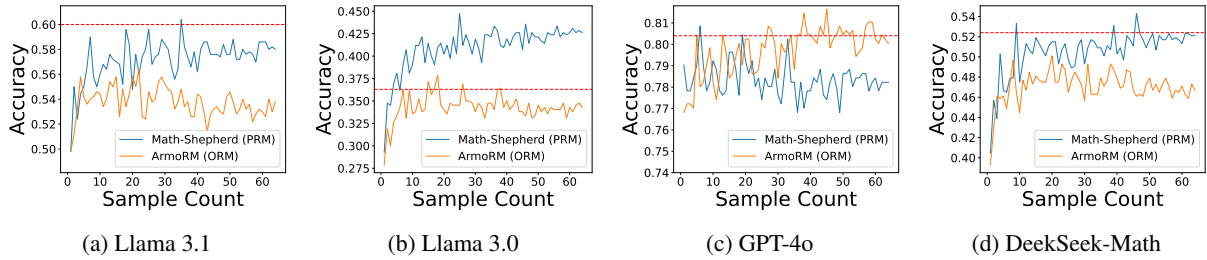 Accuracy
0.60
0.58
0.56
0.54
0.52
0.50
Math-Shepherd (PRM)
ArmoRM (ORM)
0 10 20 30 40 50 60
Sample Count
(a) Llama 3.1
Accuracy
0.450
0.425
0.400
0.375
0.350
0.325
0.300
0.275
Math-Shepherd (PRM)
ArmoRM (ORM)
0 10 20 30 40 50 60
Sample Count
(b) Llama 3.0
Accuracy
0.81
0.80
0.79
0.78
0.77
0.76
0.75
0.74
Math-Shepherd (PRM)
ArmoRM (ORM)
0 10 20 30 40 50 60
Sample Count
(c) GPT-4o
Accuracy
0.54
0.52
0.50
0.48
0.46
0.44
0.42
0.40
Math-Shepherd (PRM)
ArmoRM (ORM)
0 10 20 30 40 50 60
Sample Count
(d) DeekSeek-Math